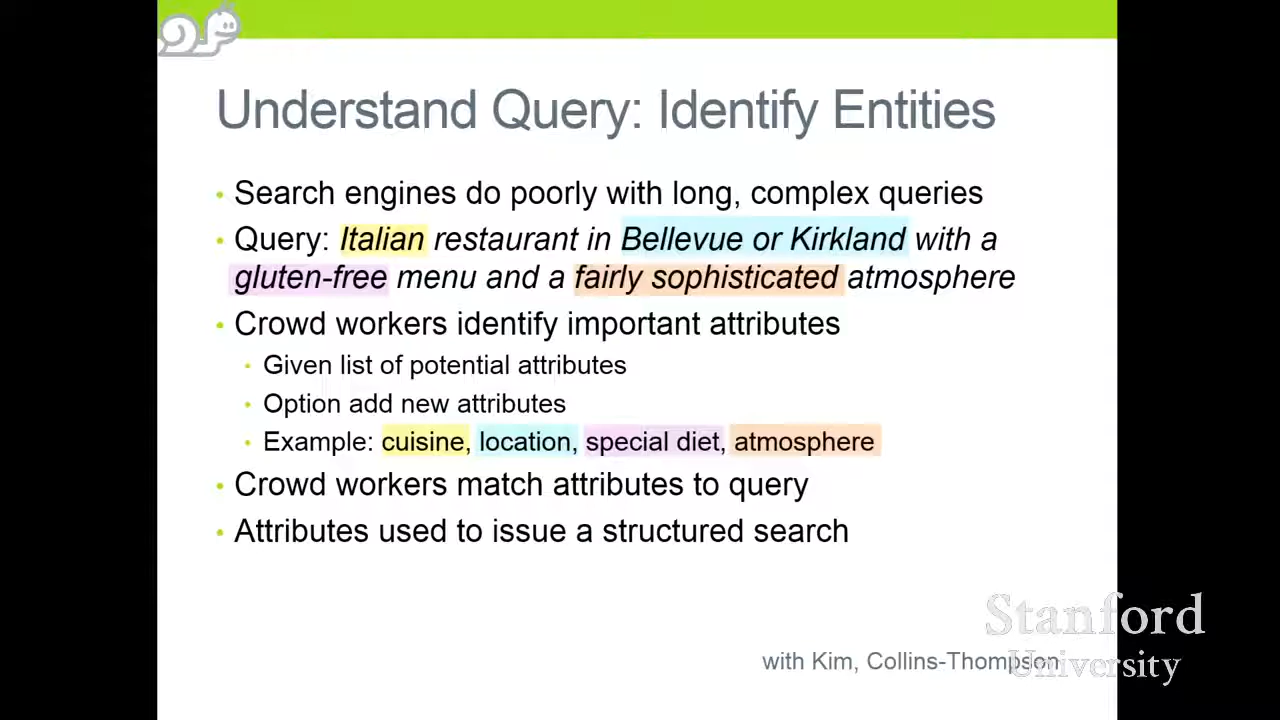 Understand Query: Identify Entities
• Search engines do poorly with long, complex queries
• Query: Italian restaurant in Bellevue or Kirkland with a
gluten-free menu and a fairly sophisticated atmosphere
• Crowd workers identify important attributes
• Given list of potential attributes
• Option add new attributes
• Example: cuisine, location, special diet, atmosphere
• Crowd workers match attributes to query
• Attributes used to issue a structured search
Stanford
University
with Kim, Collins-Thompson